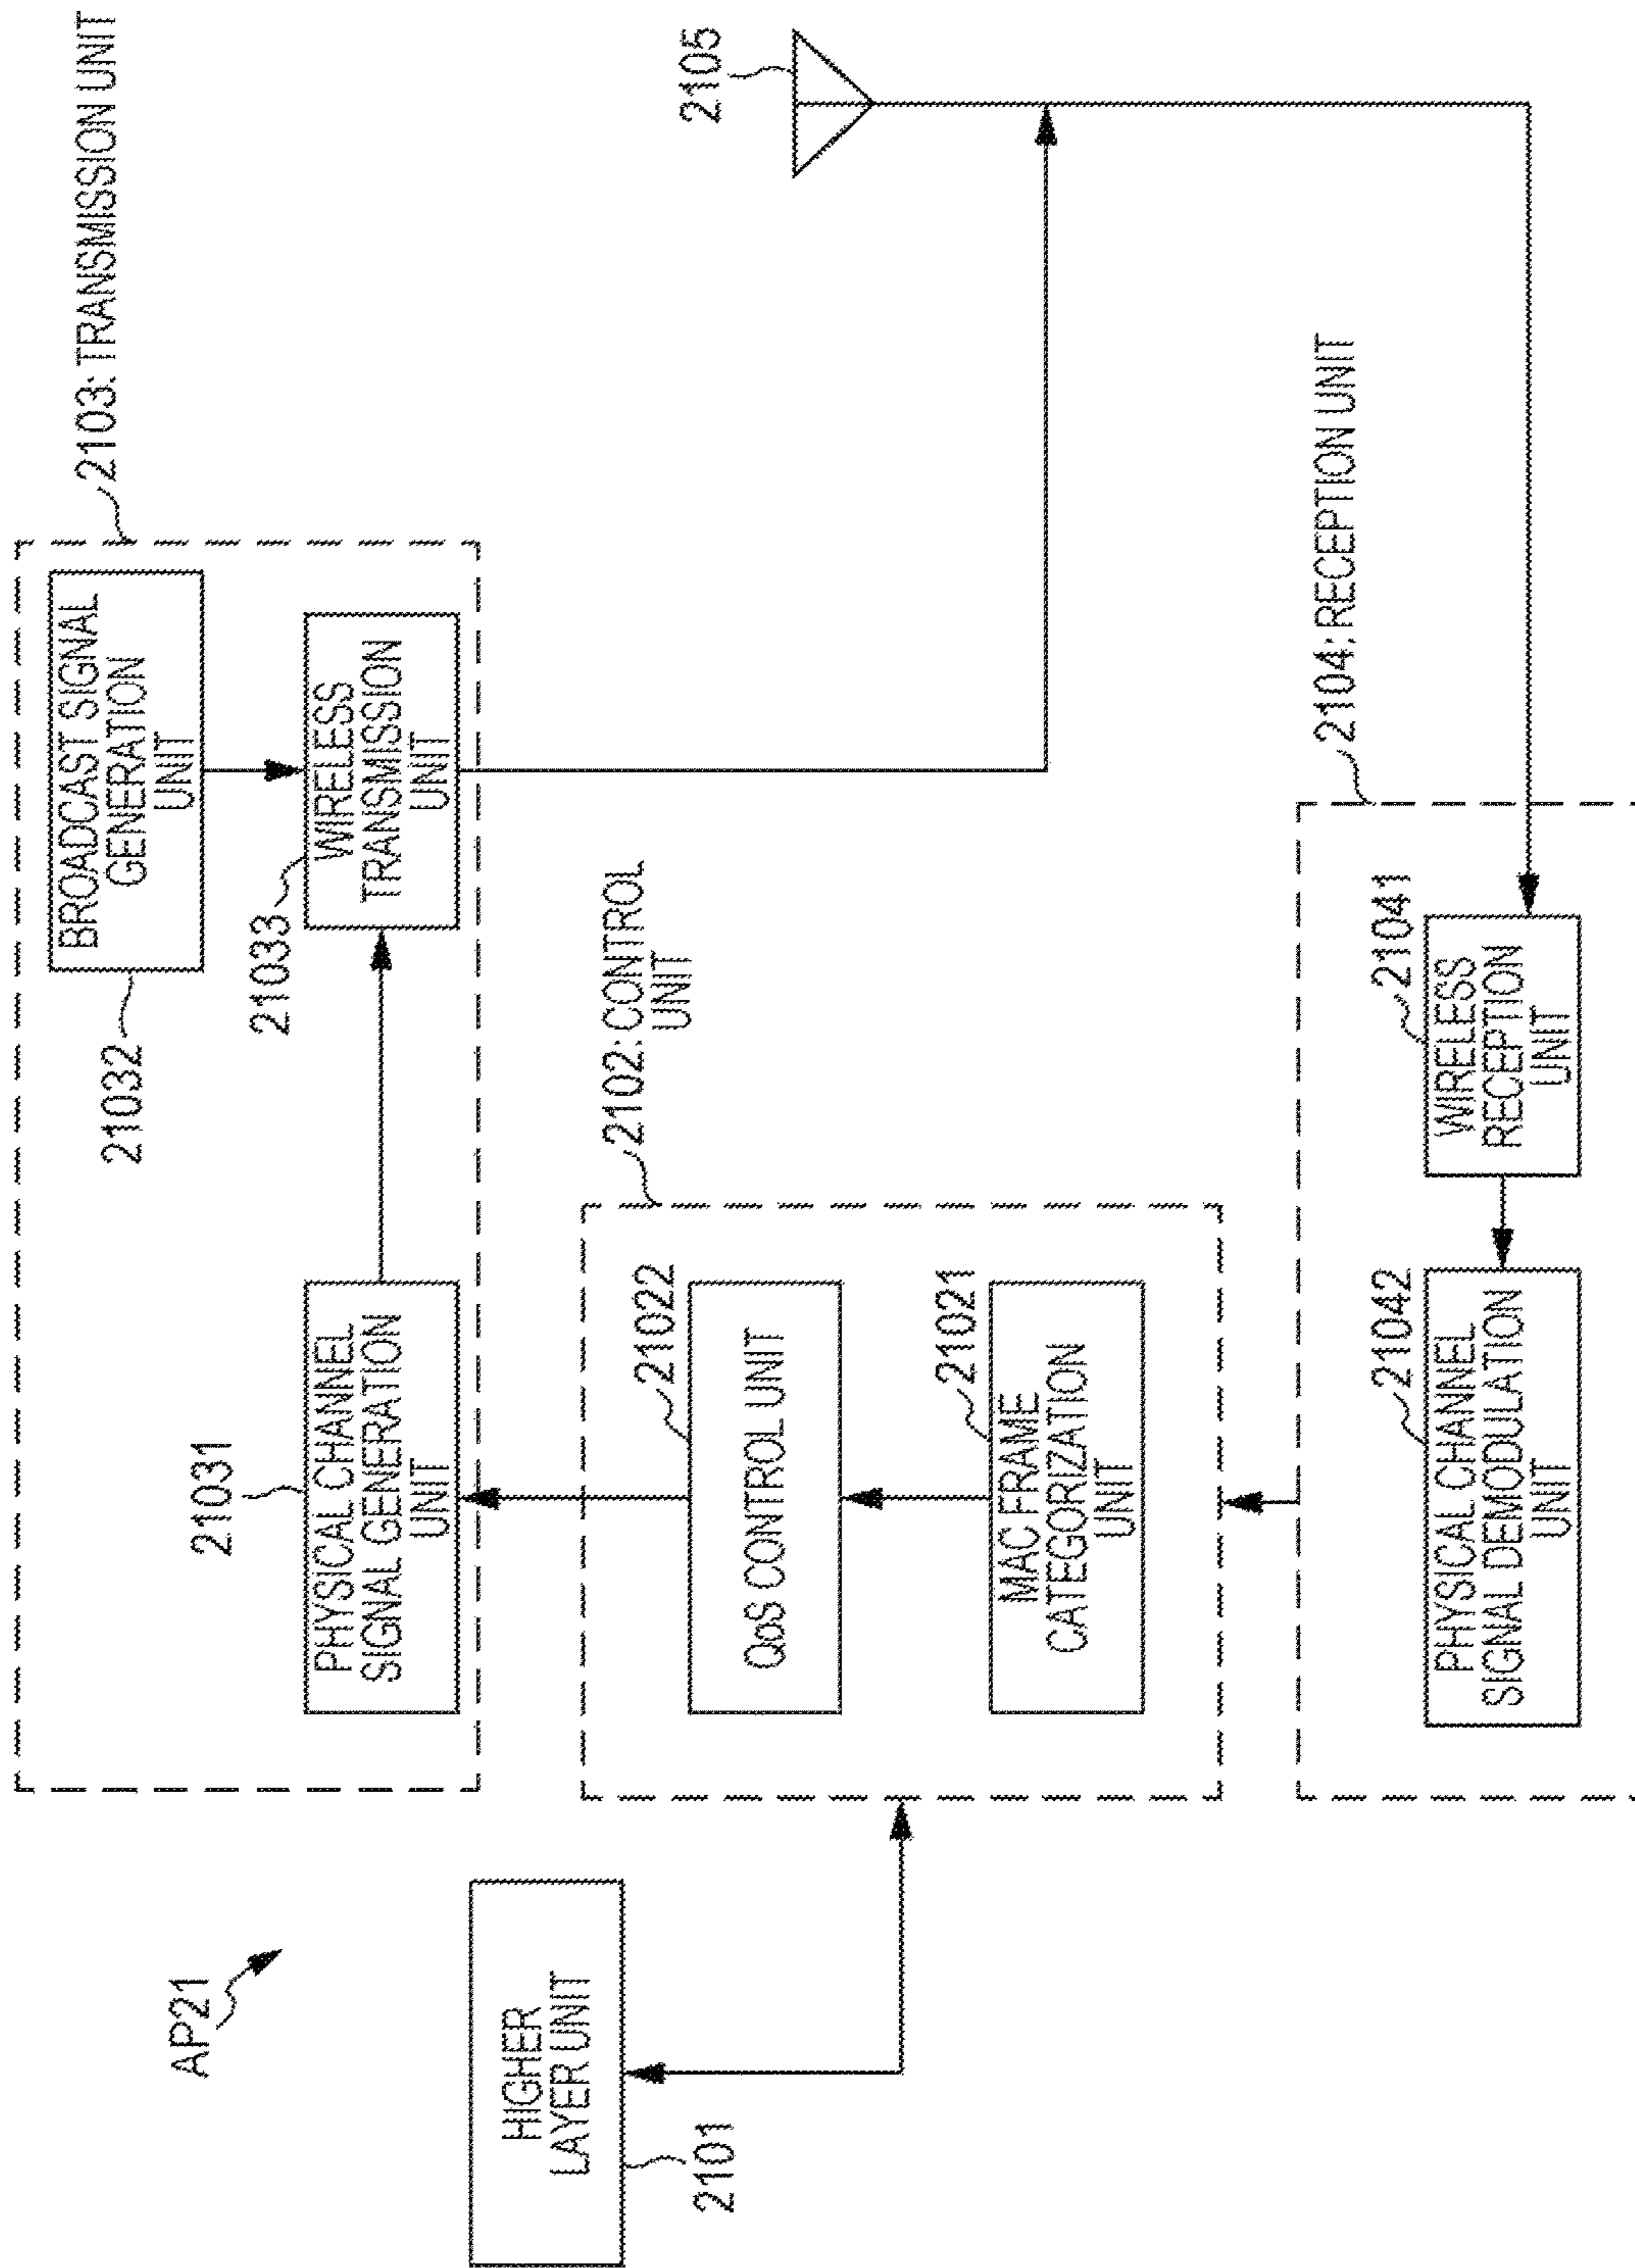 AP21
HIGHER
LAYER UNIT
2101
2103: TRANSMISSION UNIT
BROADCAST SIGNAL
GENERATION
UNIT
21032
21031
PHYSICAL CHANNEL
SIGNAL GENERATION
UNIT
21033
WIRELESS
TRANSMISSION
UNIT
2105
2102: CONTROL
UNIT
21022
QoS CONTROL UNIT
21021
MAC FRAME
CATEGORIZATION
UNIT
2104: RECEPTION UNIT
21042
PHYSICAL CHANNEL
SIGNAL DEMODULATION
UNIT
21041
WIRELESS
RECEPTION
UNIT